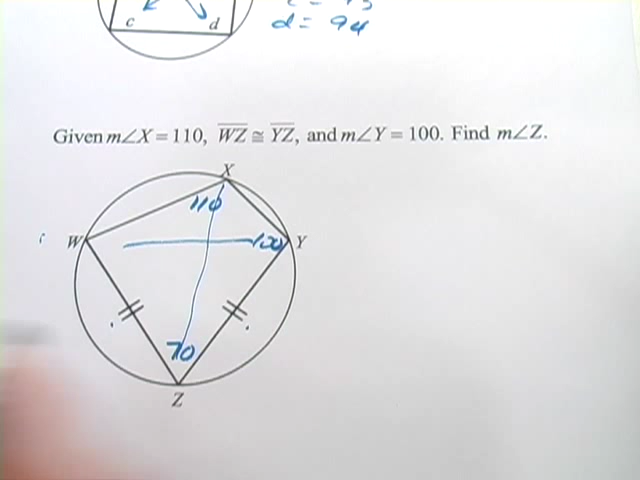 c d
d = 94
Given m∠X = 110, WZ ≅ YZ, and m∠Y = 100. Find m∠Z.
X
110
W 100 Y
70
Z